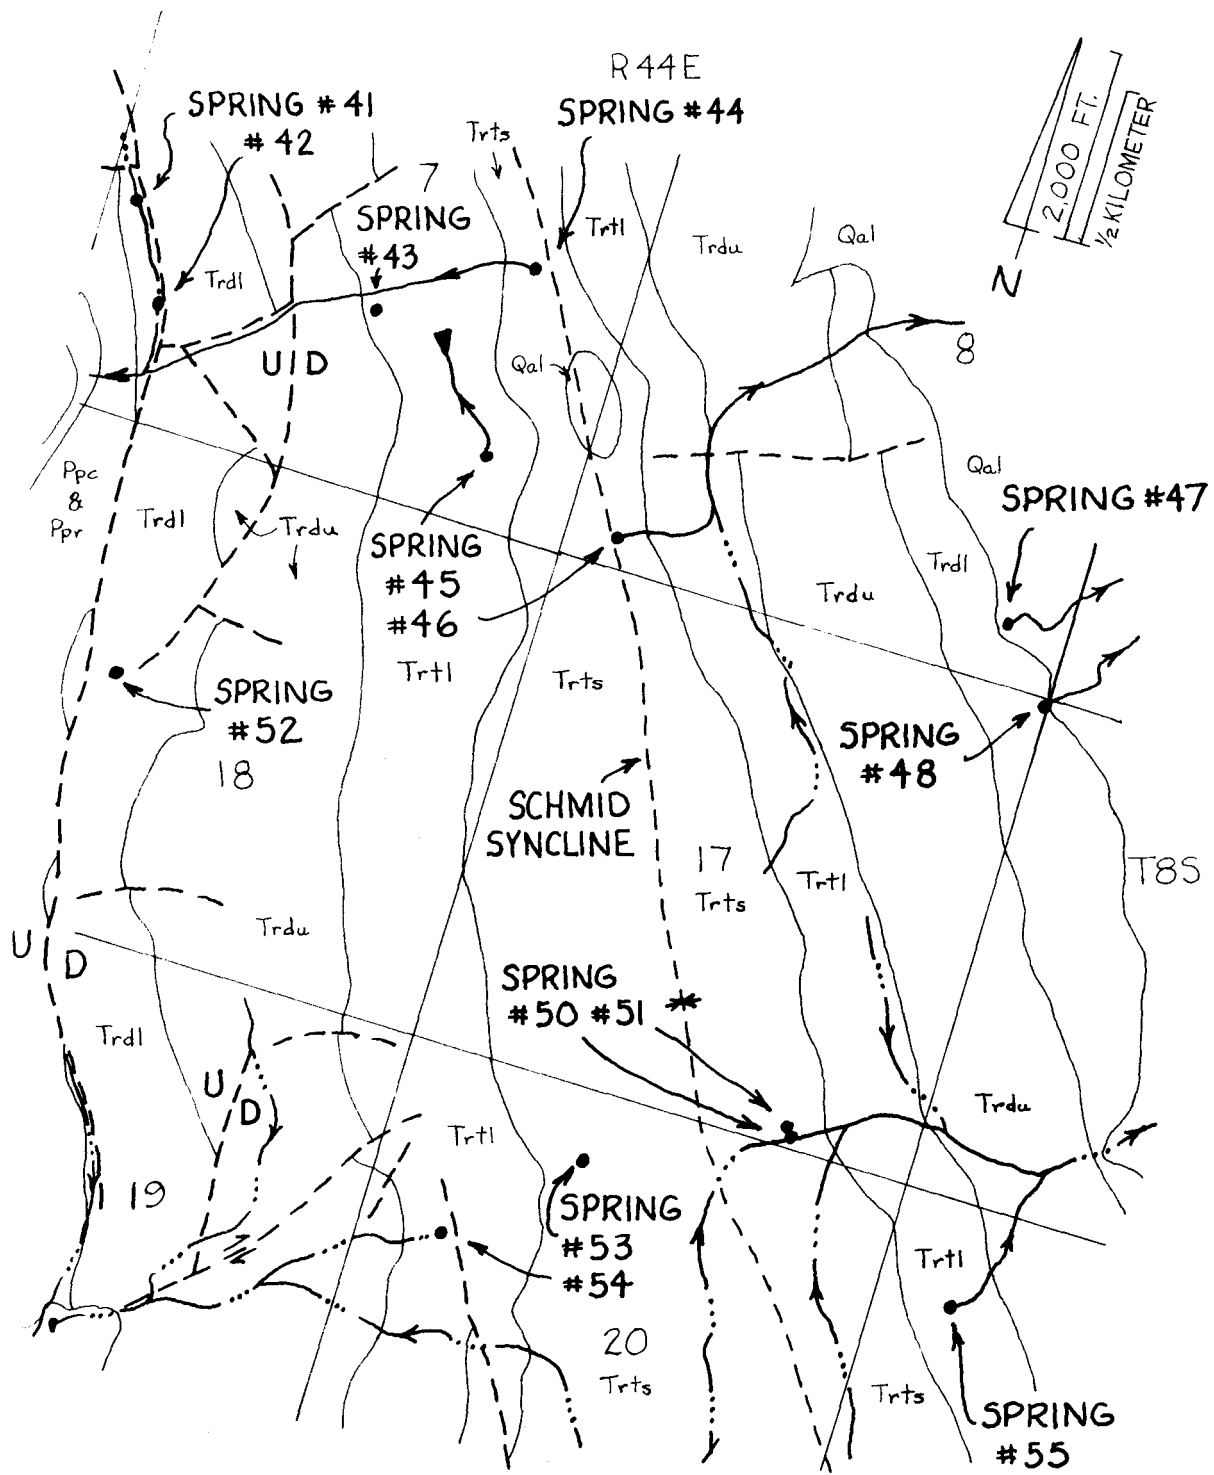 R44E
SPRING #41
#42
SPRING #44
Trts
2,000 FT.
1/2 KILOMETER
N
7
SPRING
#43
Trtl
Trdu
Qal
Trdl
U D
Qal
8
Ppc
&
Ppr
Trdl
Trdu
SPRING
#45
#46
Trtl
Trts
Qal
SPRING #47
Trdl
Trdu
SPRING
#52
18
SPRING
#48
SCHMID
SYNCLINE
17
Trts
Trtl
T8S
Trdu
U D
SPRING
#50 #51
Trdl
U
D
Trdu
Trtl
19
SPRING
#53
#54
Trtl
20
Trts
Trts
SPRING
#55